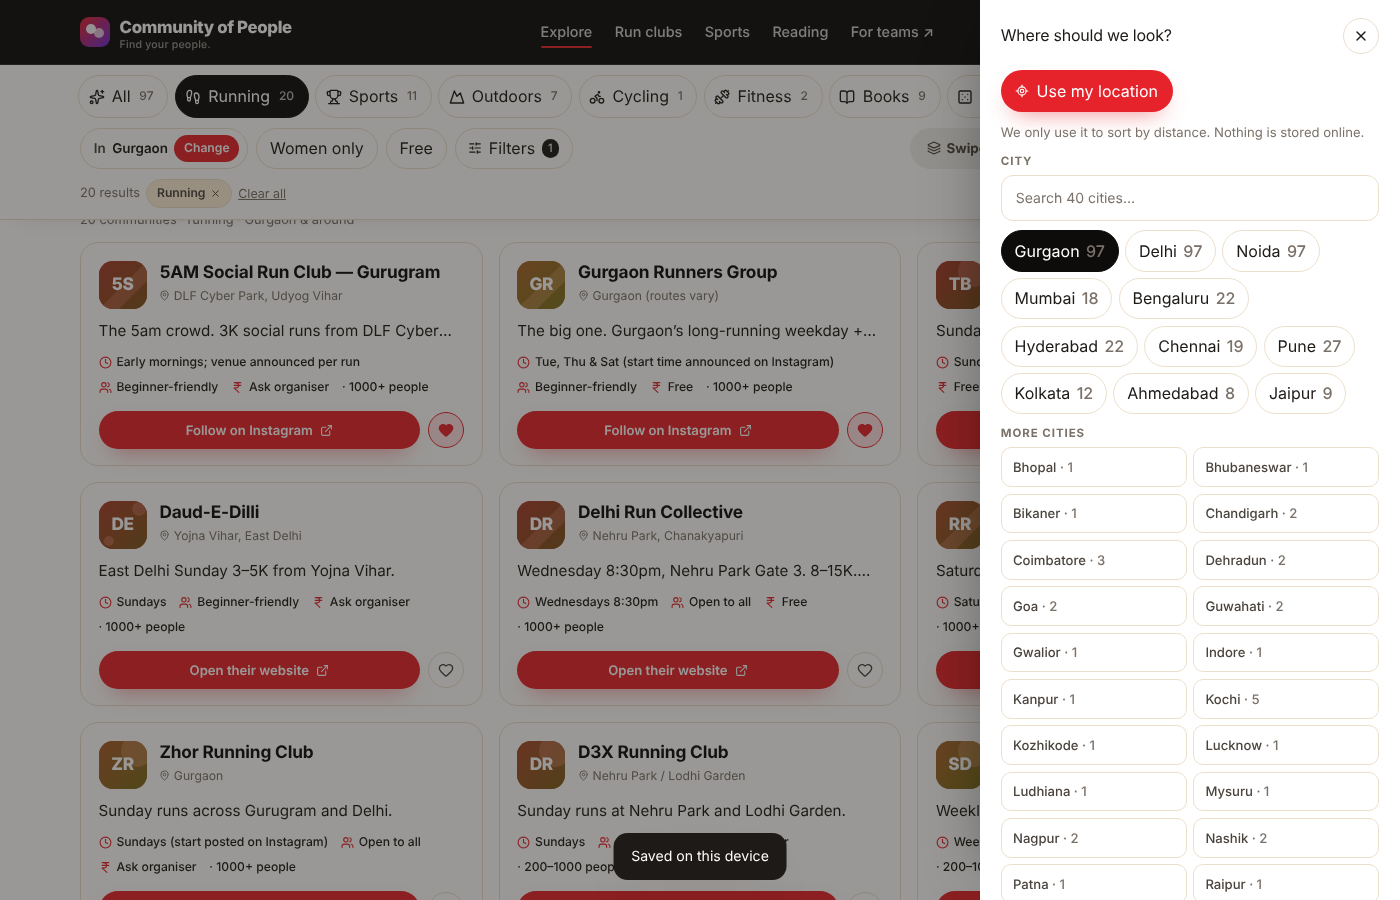 Community of People
Find your people.
Explore Run clubs Sports Reading For teams ↗
All 97 Running 20 Sports 11 Outdoors 7 Cycling 1 Fitness 2 Books 9
In Gurgaon Change Women only Free Filters 1
20 results Running × Clear all
20 communities · running · Gurgaon & around
5AM Social Run Club — Gurugram
5S
DLF Cyber Park, Udyog Vihar
The 5am crowd. 3K social runs from DLF Cyber…
Early mornings; venue announced per run
Beginner-friendly Ask organiser · 1000+ people
Follow on Instagram
Gurgaon Runners Group
GR
Gurgaon (routes vary)
The big one. Gurgaon’s long-running weekday +…
Tue, Thu & Sat (start time announced on Instagram)
Beginner-friendly Free · 1000+ people
Follow on Instagram
TB
Free
Daud-E-Dilli
DE
Yojna Vihar, East Delhi
East Delhi Sunday 3–5K from Yojna Vihar.
Sundays Beginner-friendly Ask organiser
· 1000+ people
Open their website
Delhi Run Collective
DR
Nehru Park, Chanakyapuri
Wednesday 8:30pm, Nehru Park Gate 3. 8–15K.…
Wednesdays 8:30pm Open to all Free
· 1000+ people
Open their website
RR
· 1000+
Zhor Running Club
ZR
Gurgaon
Sunday runs across Gurugram and Delhi.
Sundays (start posted on Instagram) Open to all
Ask organiser · 1000+ people
D3X Running Club
DR
Nehru Park / Lodhi Garden
Sunday runs at Nehru Park and Lodhi Garden.
Sundays
· 200–1000
SD
Saved on this device
Where should we look?
Use my location
We only use it to sort by distance. Nothing is stored online.
CITY
Search 40 cities...
Gurgaon 97 Delhi 97 Noida 97
Mumbai 18 Bengaluru 22
Hyderabad 22 Chennai 19 Pune 27
Kolkata 12 Ahmedabad 8 Jaipur 9
MORE CITIES
Bhopal · 1 Bhubaneswar · 1
Bikaner · 1 Chandigarh · 2
Coimbatore · 3 Dehradun · 2
Goa · 2 Guwahati · 2
Gwalior · 1 Indore · 1
Kanpur · 1 Kochi · 5
Kozhikode · 1 Lucknow · 1
Ludhiana · 1 Mysuru · 1
Nagpur · 2 Nashik · 2
Patna · 1 Raipur · 1